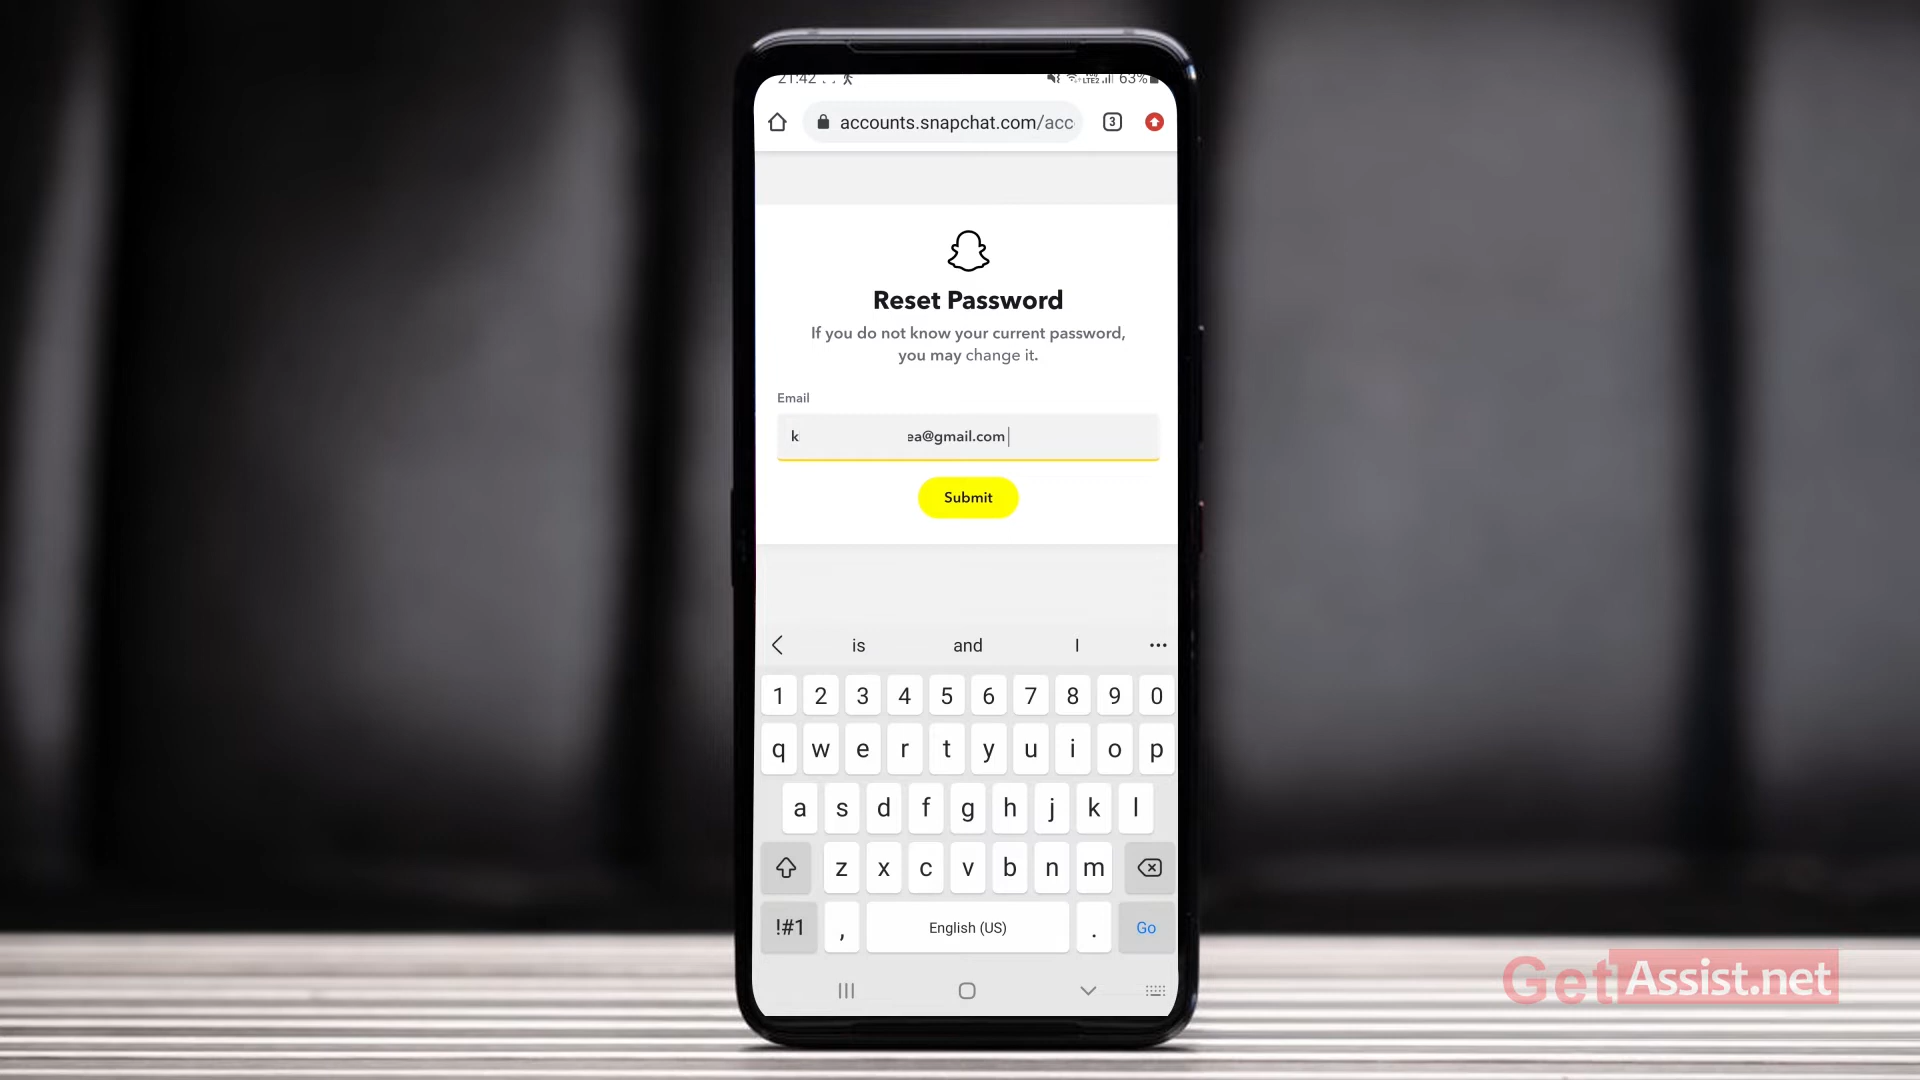 21:42
LTE2 63%
accounts.snapchat.com/acc
3
Reset Password
If you do not know your current password,
you may change it.
Email
k ea@gmail.com
Submit
is and I
1 2 3 4 5 6 7 8 9 0
q w e r t y u i o p
a s d f g h j k l
z x c v b n m
!#1 , English (US) . Go
GetAssist.net